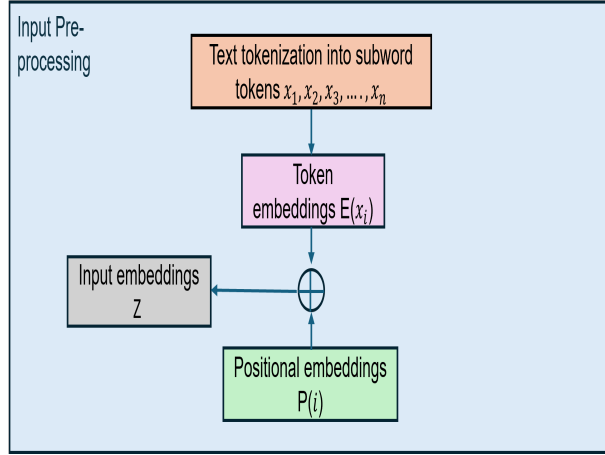 Input Pre-
processing
Text tokenization into subword
tokens 𝑥₁, 𝑥₂, 𝑥₃, …. , 𝑥ₙ
Token
embeddings E(𝑥ᵢ)
Input embeddings
Z
Positional embeddings
P(𝑖)